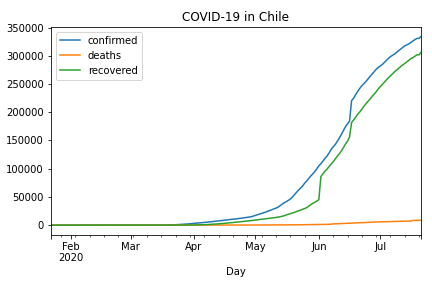 COVID-19 in Chile
confirmed
deaths
recovered
350000
300000
250000
200000
150000
100000
50000
0
Feb Mar Apr May Jun Jul
2020
Day